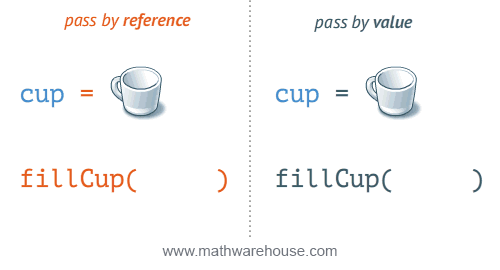 pass by reference
cup =
fillCup( )
pass by value
cup =
fillCup( )
www.mathwarehouse.com